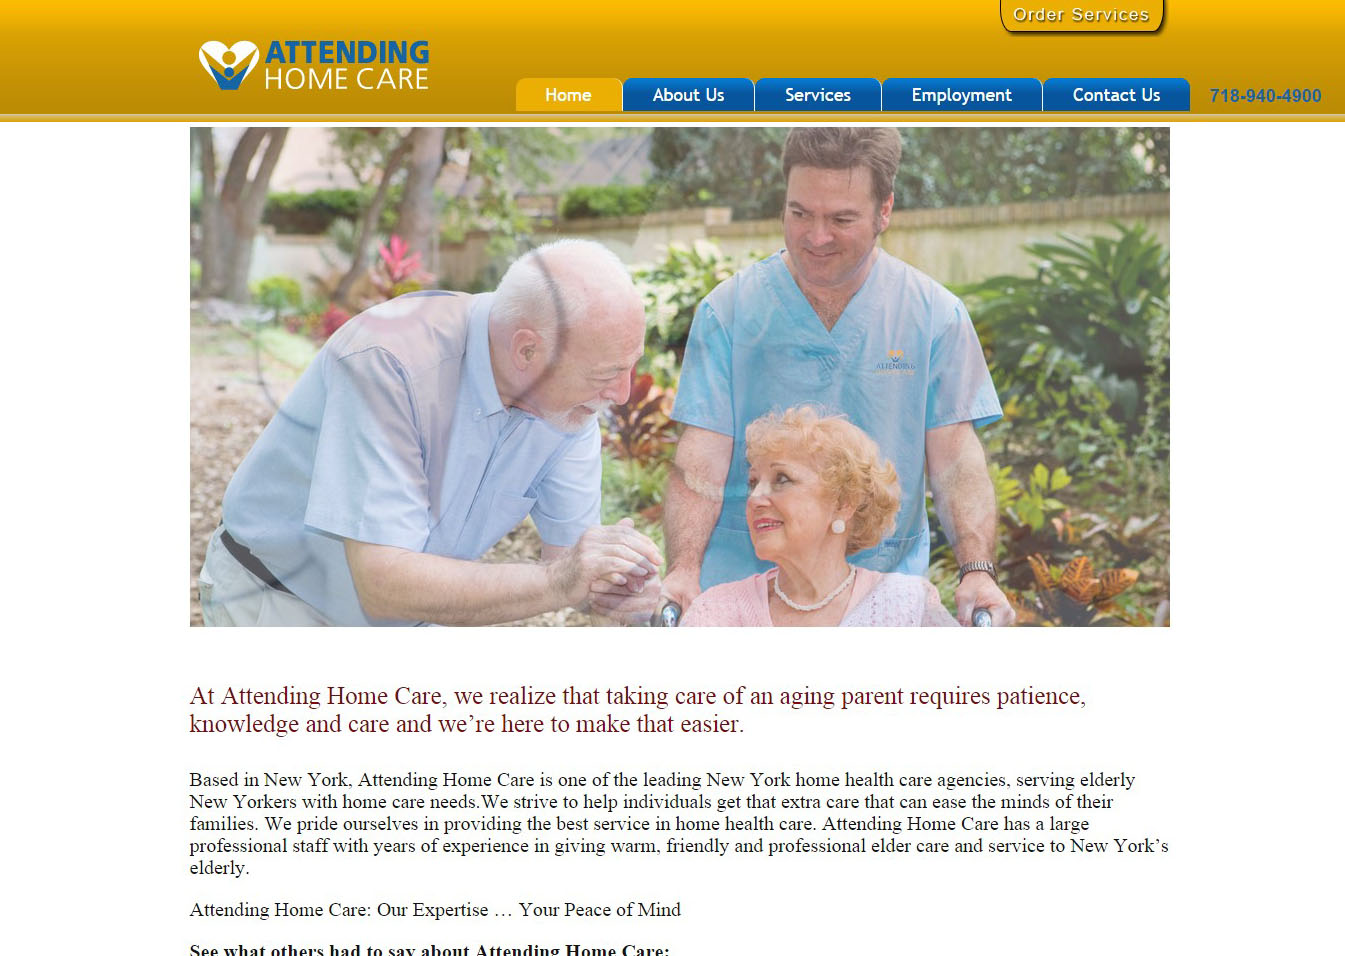 Order Services
ATTENDING
HOME CARE
Home
About Us
Services
Employment
Contact Us
718-940-4900
ATTENDING
At Attending Home Care, we realize that taking care of an aging parent requires patience,
knowledge and care and we’re here to make that easier.
Based in New York, Attending Home Care is one of the leading New York home health care agencies, serving elderly
New Yorkers with home care needs.We strive to help individuals get that extra care that can ease the minds of their
families. We pride ourselves in providing the best service in home health care. Attending Home Care has a large
professional staff with years of experience in giving warm, friendly and professional elder care and service to New York’s
elderly.
Attending Home Care: Our Expertise … Your Peace of Mind
See what others had to say about Attending Home Care: